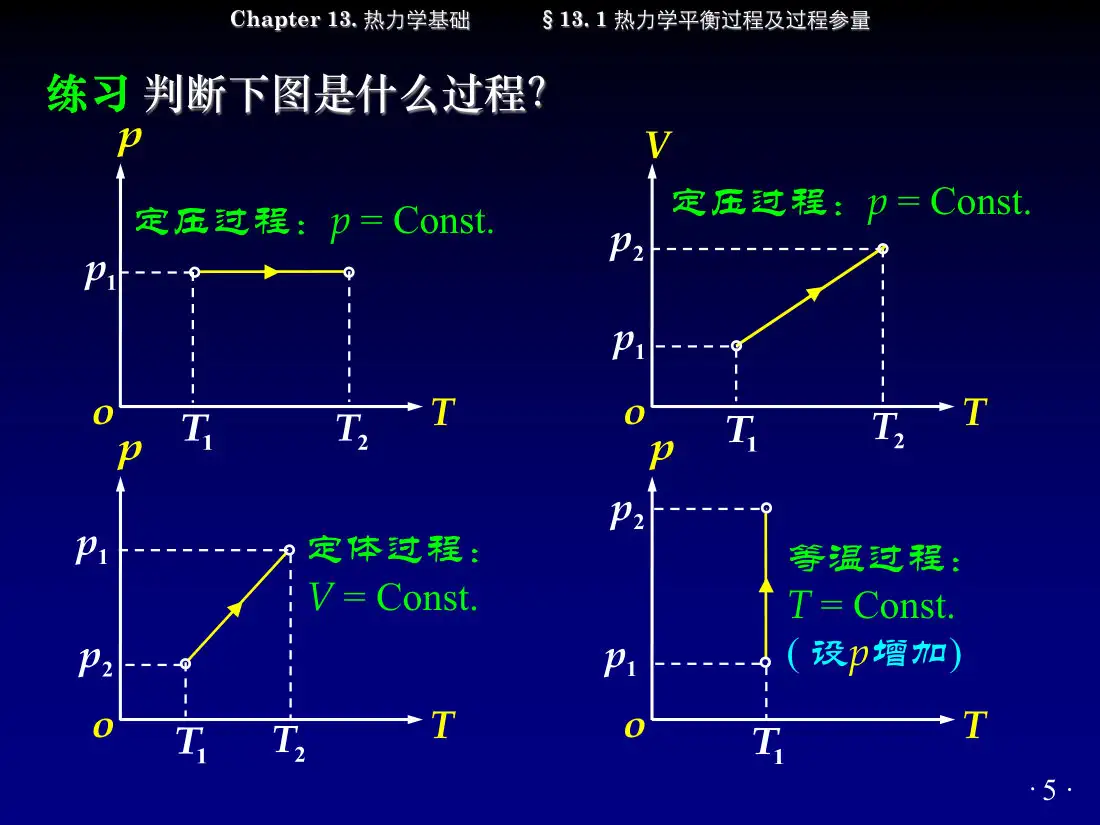 Chapter 13. 热力学基础 §13. 1 热力学平衡过程及过程参量
练习 判断下图是什么过程?
p
定压过程：p = Const.
p1
o
T1
T2
T
V
定压过程：p = Const.
p2
p1
o
T1
T2
T
p
p1
定体过程：
V = Const.
p2
o
T1
T2
T
p
p2
等温过程：
T = Const.
( 设p增加)
p1
o
T1
T
· 5 ·